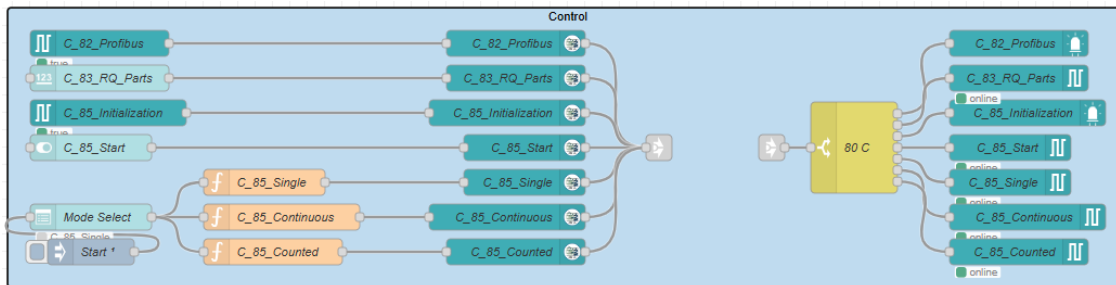 Control
C_82_Profibus
C_82_Profibus
C_82_Profibus
true
123
C_83_RQ_Parts
C_83_RQ_Parts
C_83_RQ_Parts
online
C_85_Initialization
C_85_Initialization
C_85_Initialization
true
80 C
C_85_Start
C_85_Start
C_85_Start
online
C_85_Single
C_85_Single
C_85_Single
online
Mode Select
C_85_Continuous
C_85_Continuous
C_85_Continuous
C_85_Single
online
Start ¹
C_85_Counted
C_85_Counted
C_85_Counted
online